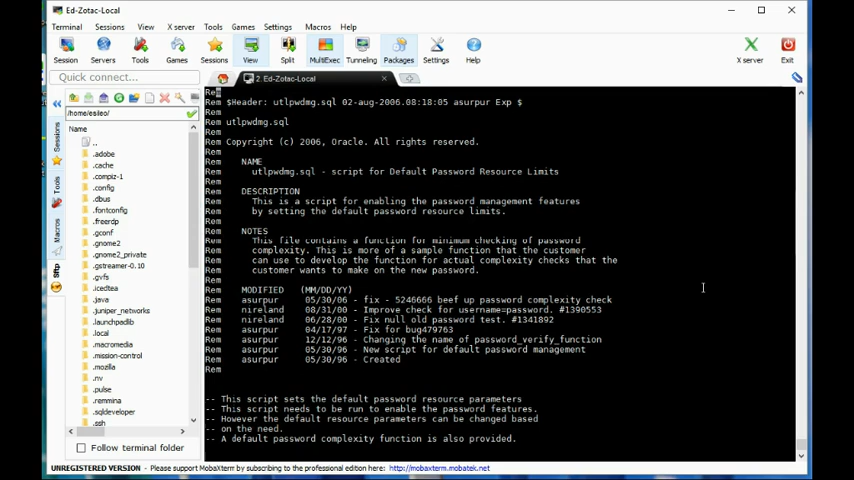 Ed-Zotac-Local
Terminal Sessions View X server Tools Games Settings Macros Help
Session Servers Tools Games Sessions View Split MultiExec Tunneling Packages Settings Help X server Exit
Quick connect...
2. Ed-Zotac-Local
/home/esileo/
Name
..
.adobe
.cache
.compiz-1
.config
.dbus
.fontconfig
.freerdp
.gconf
.gnome2
.gnome2_private
.gstreamer-0.10
.gvfs
.icedtea
.java
.juniper_networks
.launchpadlib
.local
.macromedia
.mission-control
.mozilla
.nv
.pulse
.remmina
.sqldeveloper
.ssh
Follow terminal folder
Sessions
Tools
Macros
Sftp
Rem
Rem $Header: utlpwdmg.sql 02-aug-2006.08:18:05 asurpur Exp $
Rem
Rem utlpwdmg.sql
Rem
Rem Copyright (c) 2006, Oracle. All rights reserved.
Rem
Rem NAME
Rem utlpwdmg.sql - script for Default Password Resource Limits
Rem
Rem DESCRIPTION
Rem This is a script for enabling the password management features
Rem by setting the default password resource limits.
Rem
Rem NOTES
Rem This file contains a function for minimum checking of password
Rem complexity. This is more of a sample function that the customer
Rem can use to develop the function for actual complexity checks that the
Rem customer wants to make on the new password.
Rem
Rem MODIFIED (MM/DD/YY)
Rem asurpur 05/30/06 - fix - 5246666 beef up password complexity check
Rem nireland 08/31/00 - Improve check for username=password. #1390553
Rem nireland 06/28/00 - Fix null old password test. #1341892
Rem asurpur 04/17/97 - Fix for bug479763
Rem asurpur 12/12/96 - Changing the name of password_verify_function
Rem asurpur 05/30/96 - New script for default password management
Rem asurpur 05/30/96 - Created
Rem
-- This script sets the default password resource parameters
-- This script needs to be run to enable the password features.
-- However the default resource parameters can be changed based
-- on the need.
-- A default password complexity function is also provided.
UNREGISTERED VERSION - Please support MobaXterm by subscribing to the professional edition here: http://mobaxterm.mobatek.net